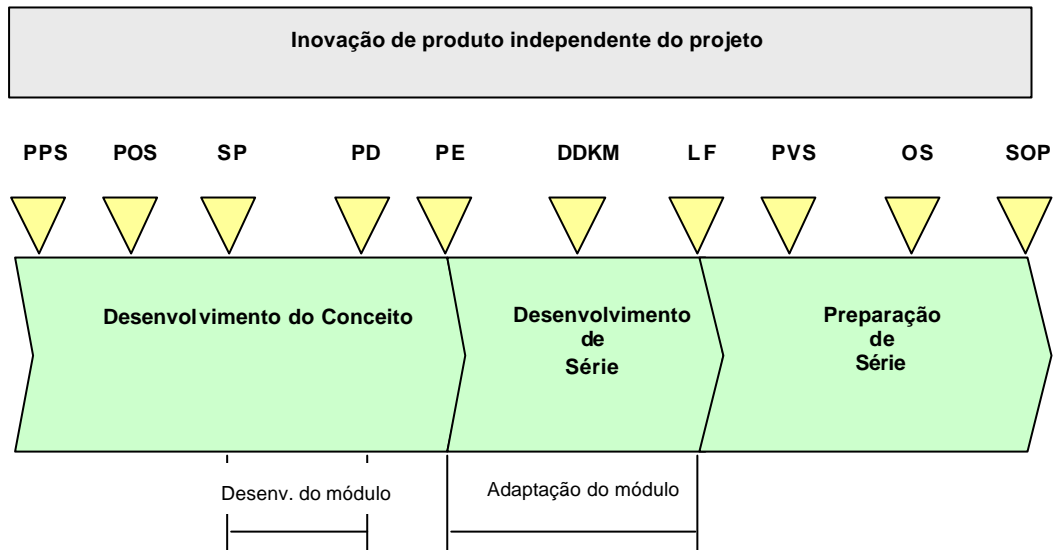 Inovação de produto independente do projeto
PPS POS SP PD PE DDKM LF PVS OS SOP
Desenvolvimento do Conceito
Desenvolvimento
de
Série
Preparação
de
Série
Desenv. do módulo
Adaptação do módulo